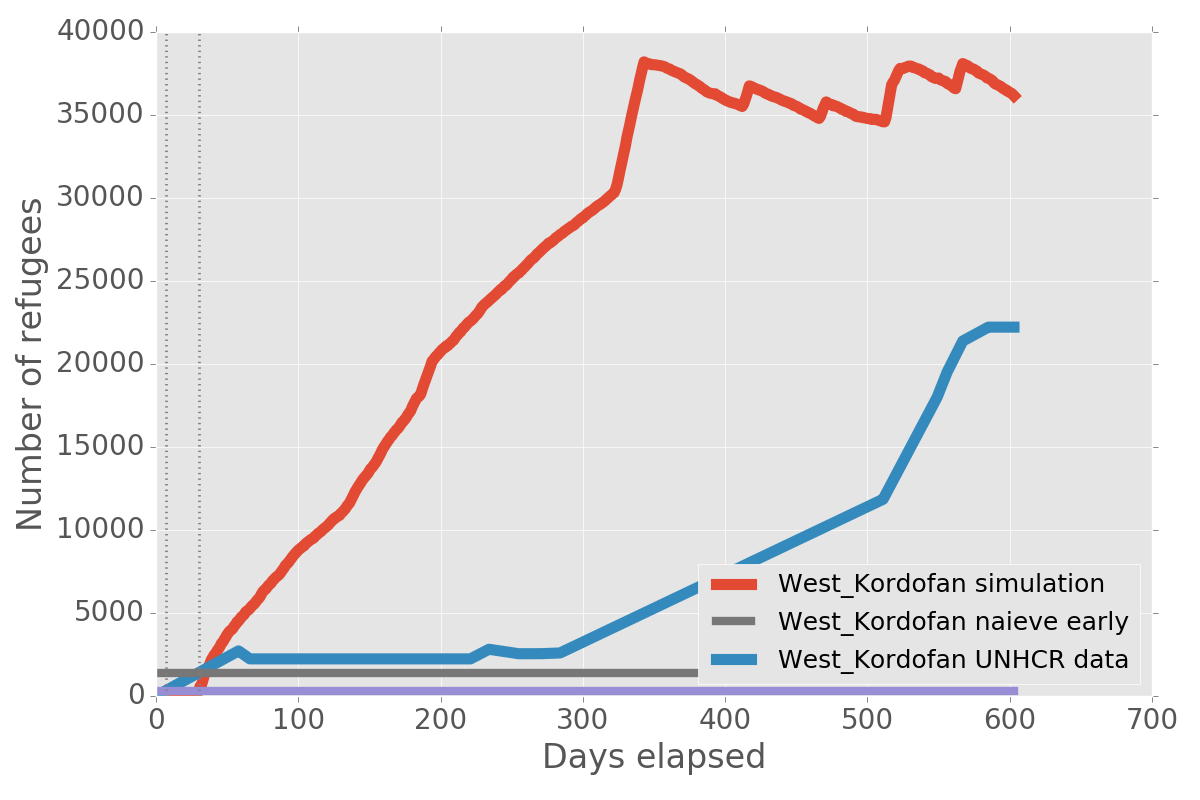 40000
35000
30000
25000
20000
15000
10000
5000
0
Number of refugees
West_Kordofan simulation
West_Kordofan naieve early
West_Kordofan UNHCR data
0 100 200 300 400 500 600 700
Days elapsed